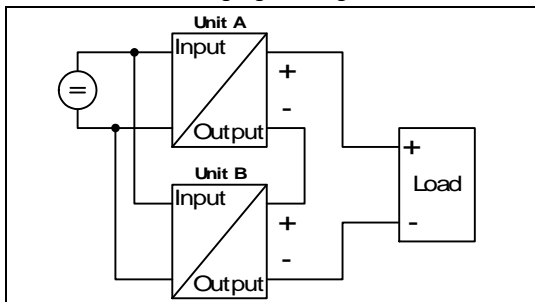 Unit A
Input
+
-
Output
=
Unit B
Input
+
-
Output
+
Load
-